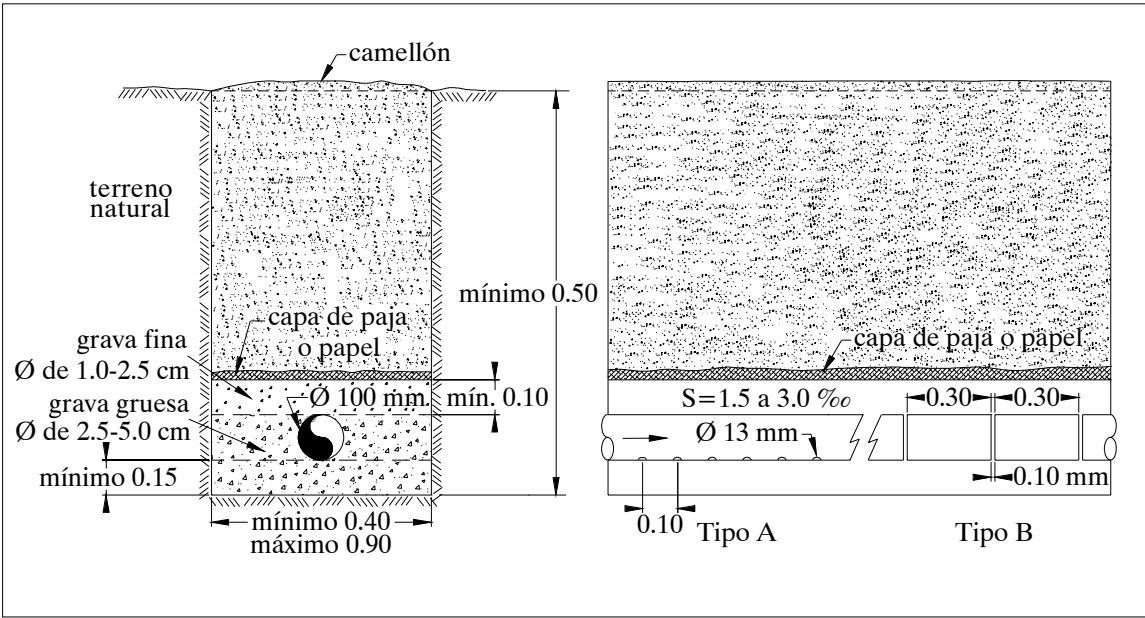 camellón
terreno
natural
mínimo 0.50
capa de paja
o papel
grava fina
Ø de 1.0-2.5 cm
grava gruesa
Ø de 2.5-5.0 cm
Ø 100 mm.
mín. 0.10
mínimo 0.15
mínimo 0.40
máximo 0.90
capa de paja o papel
S=1.5 a 3.0 ‰
0.30
0.30
Ø 13 mm
0.10 mm
0.10
Tipo A
Tipo B